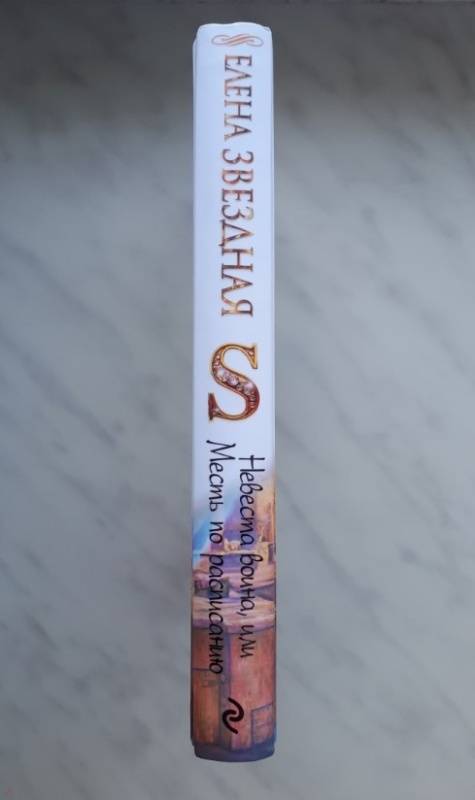 ЕЛЕНА ЗВЕЗДНАЯ
S
Невеста воина, или
Месть по расписанию